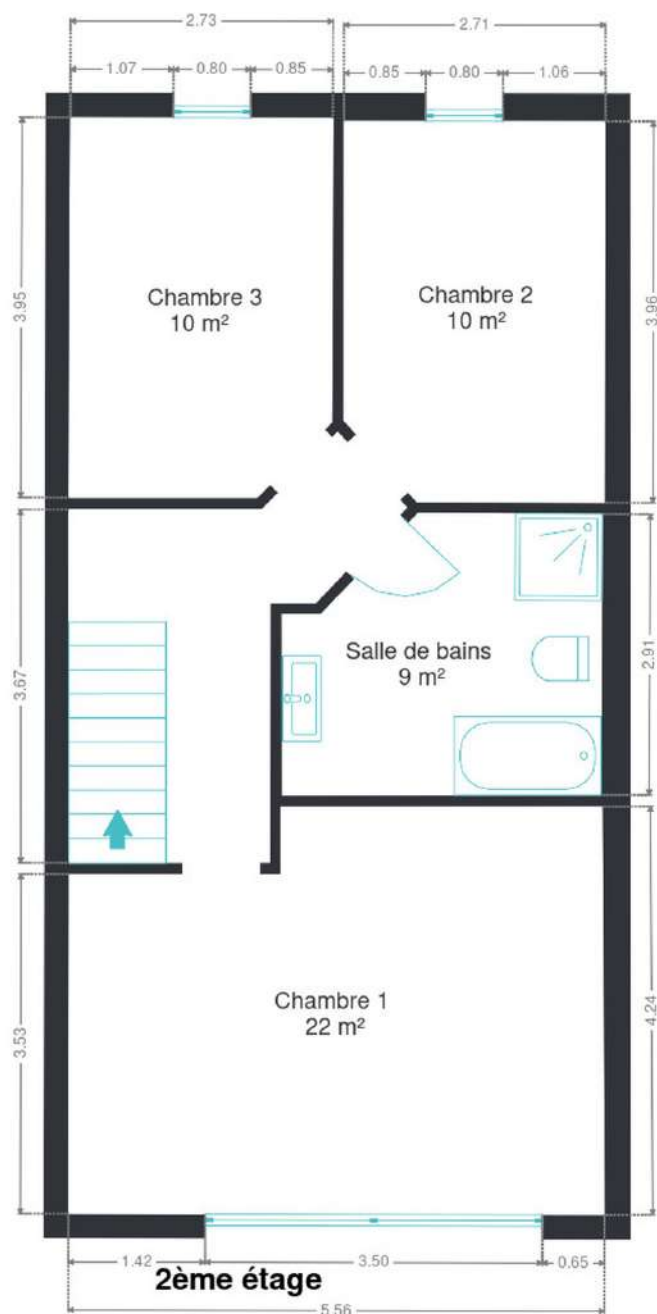 2.73
2.71
1.07 0.80 0.85
0.85 0.80 1.06
3.95
3.96
Chambre 3
10 m²
Chambre 2
10 m²
3.67
2.91
Salle de bains
9 m²
3.53
4.24
Chambre 1
22 m²
1.42 3.50 0.65
2ème étage
5.56